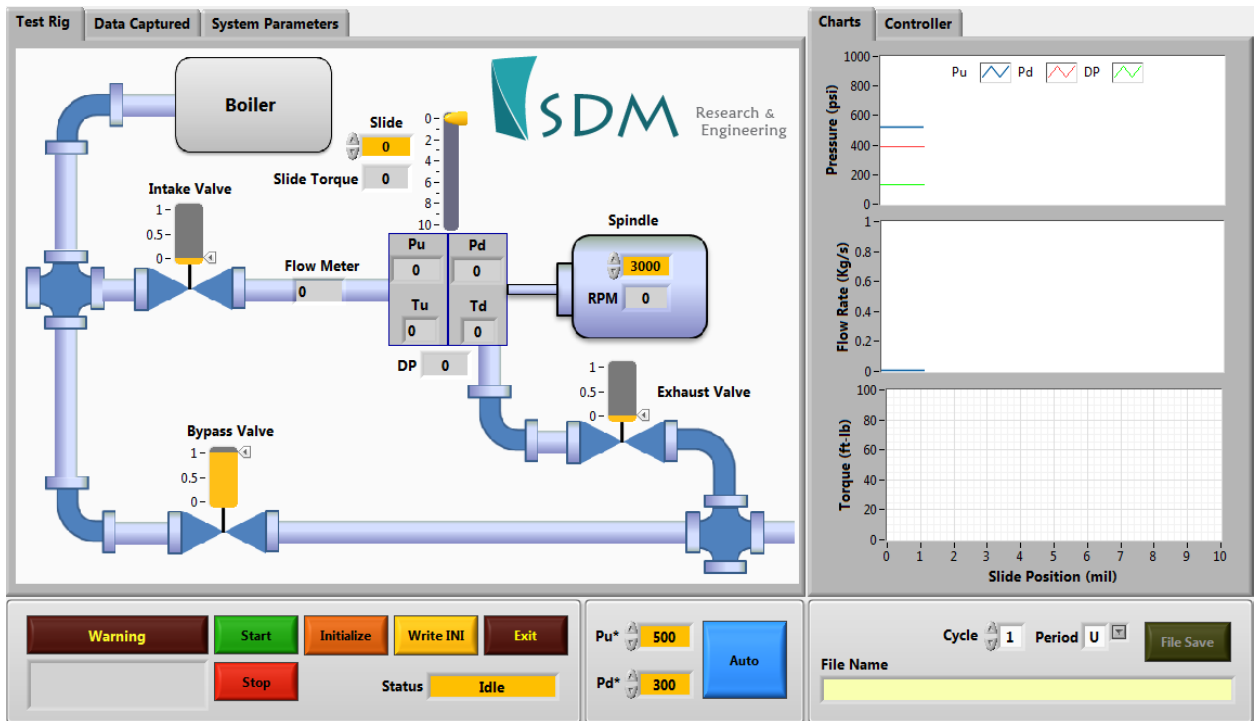 Test Rig
Data Captured
System Parameters
Charts
Controller
Boiler
SDM
Research &
Engineering
Slide
0
Slide Torque
0
0
2
4
6
8
10
Intake Valve
1
0.5
0
Flow Meter
0
Pu
0
Pd
0
Tu
0
Td
0
DP
0
Spindle
3000
RPM
0
Exhaust Valve
1
0.5
0
Bypass Valve
1
0.5
0
Pu
Pd
DP
Pressure (psi)
1000
800
600
400
200
0
Flow Rate (Kg/s)
1
0.8
0.6
0.4
0.2
0
Torque (ft-lb)
100
80
60
40
20
0
0 1 2 3 4 5 6 7 8 9 10
Slide Position (mil)
Warning
Start
Initialize
Write INI
Exit
Stop
Status
Idle
Pu*
500
Pd*
300
Auto
Cycle
1
Period
U
File Save
File Name